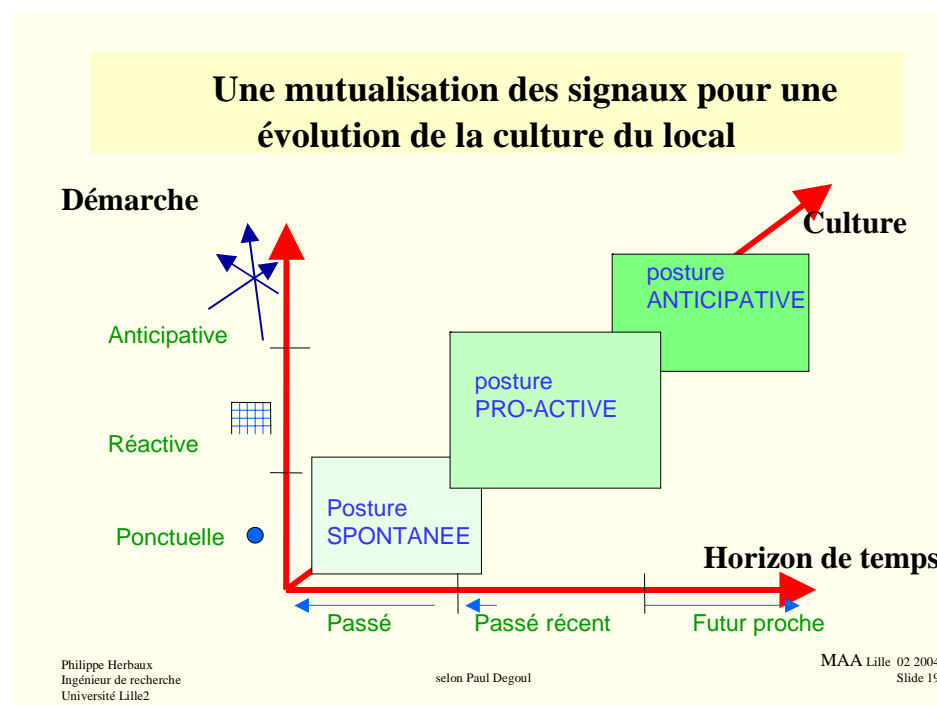 Une mutualisation des signaux pour une
évolution de la culture du local
Démarche
Culture
posture
ANTICIPATIVE
Anticipative
posture
PRO-ACTIVE
Réactive
Posture
SPONTANEE
Ponctuelle
Horizon de temps
Passé
Passé récent
Futur proche
Philippe Herbaux
Ingénieur de recherche
Université Lille2
selon Paul Degoul
MAA Lille 02 2004
Slide 19